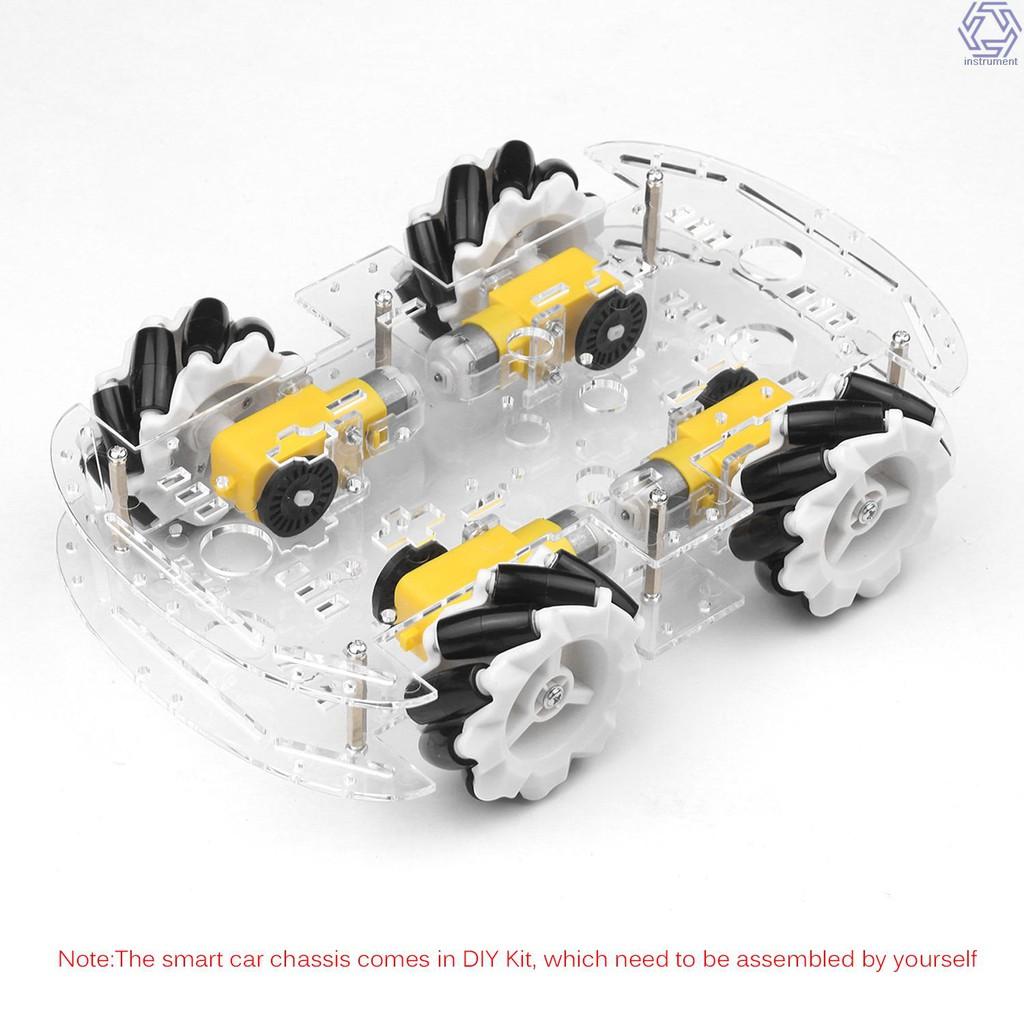 instrument
Note:The smart car chassis comes in DIY Kit, which need to be assembled by yourself